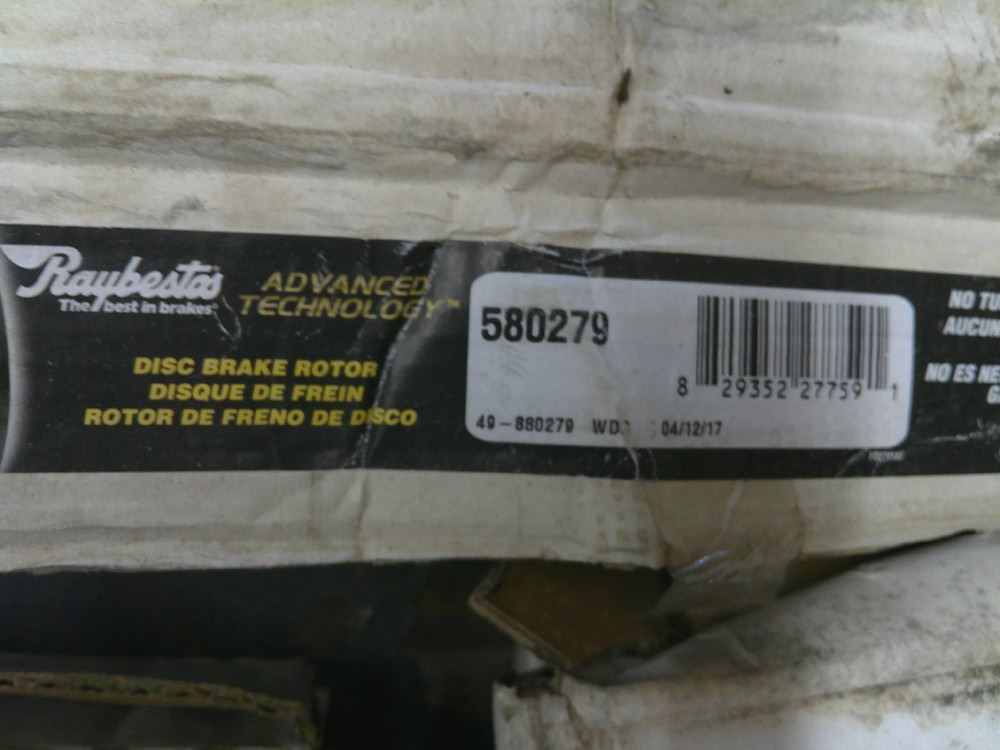 Raybestos
The best in brakes®
ADVANCED
TECHNOLOGY™
DISC BRAKE ROTOR
DISQUE DE FREIN
ROTOR DE FRENO DE DISCO
580279
8 29352 27759 1
49-880279 04/12/17
NO TU
AUCUN
NO ES NE